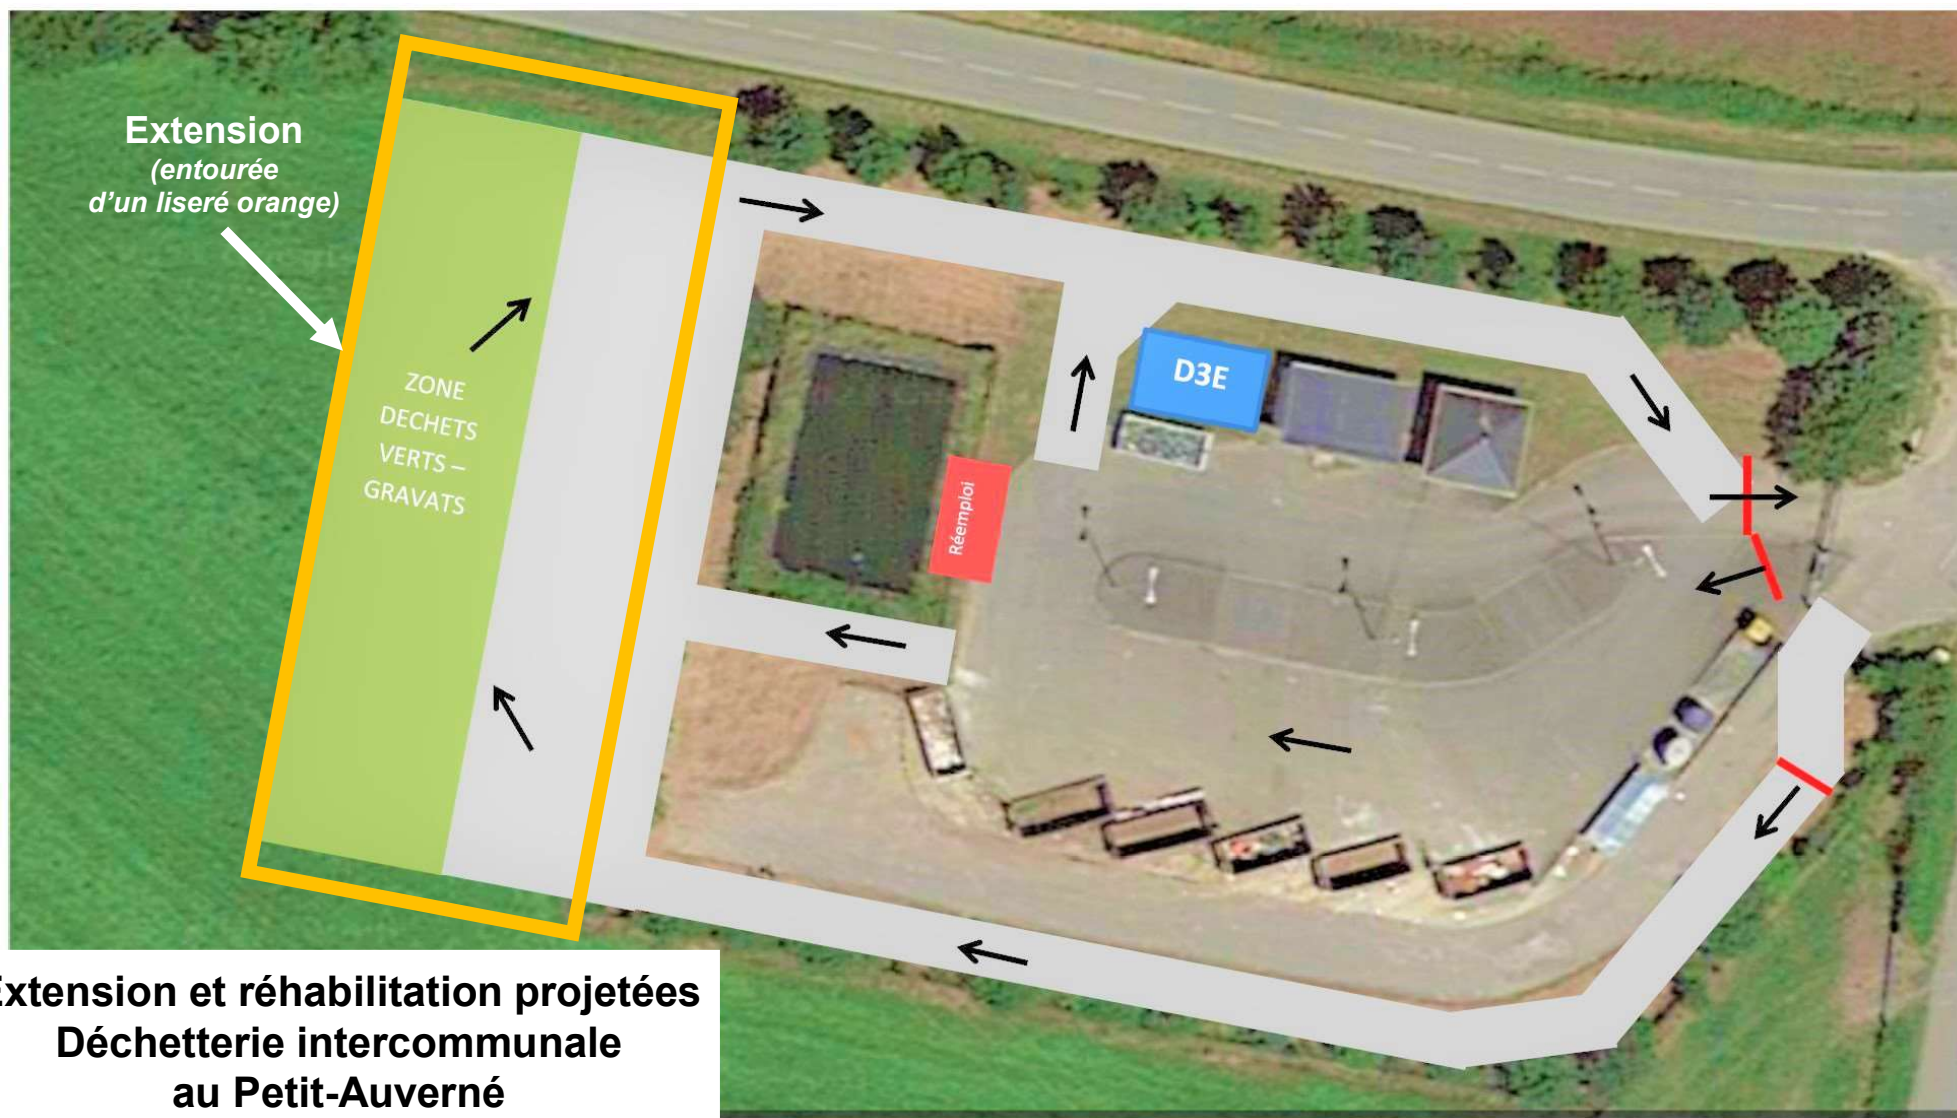 Extension
(entourée
d'un liseré orange)
ZONE
DECHETS
VERTS –
GRAVATS
D3E
Réemploi
Extension et réhabilitation projetées
Déchetterie intercommunale
au Petit-Auverné